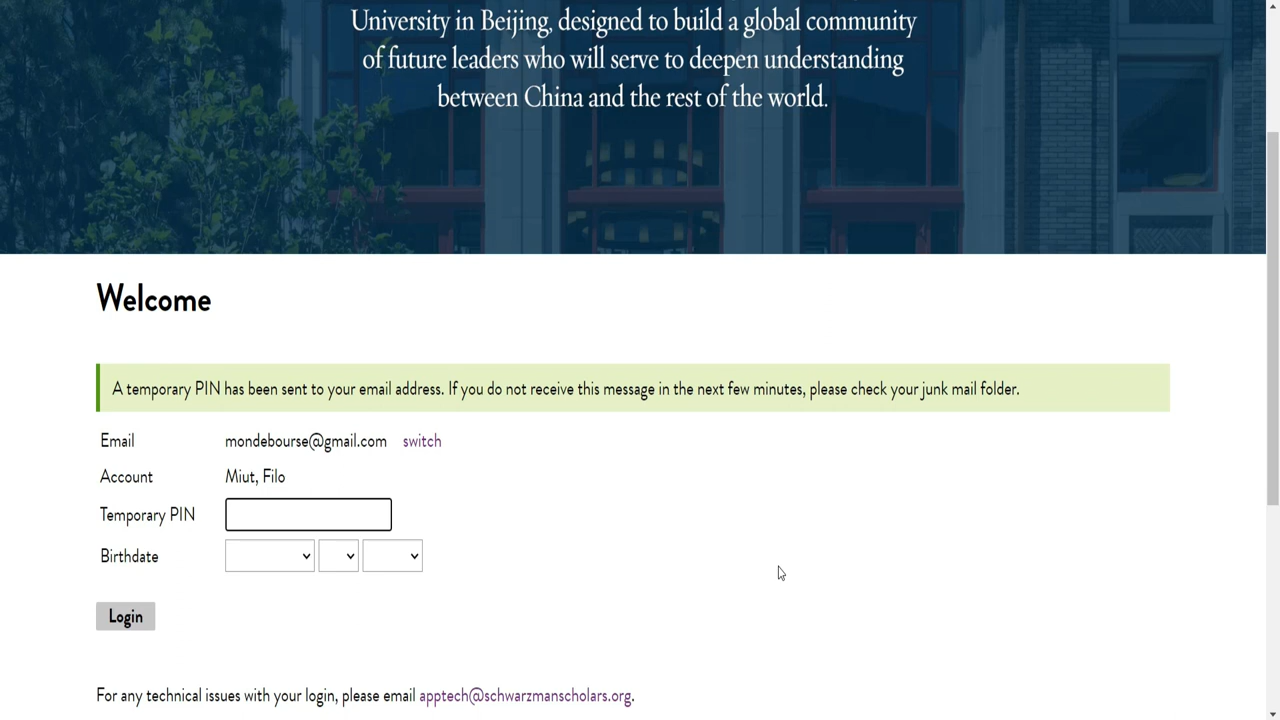 University in Beijing, designed to build a global community
of future leaders who will serve to deepen understanding
between China and the rest of the world.
Welcome
A temporary PIN has been sent to your email address. If you do not receive this message in the next few minutes, please check your junk mail folder.
Email mondebourse@gmail.com switch
Account Miut, Filo
Temporary PIN
Birthdate
Login
For any technical issues with your login, please email apptech@schwarzmanscholars.org.